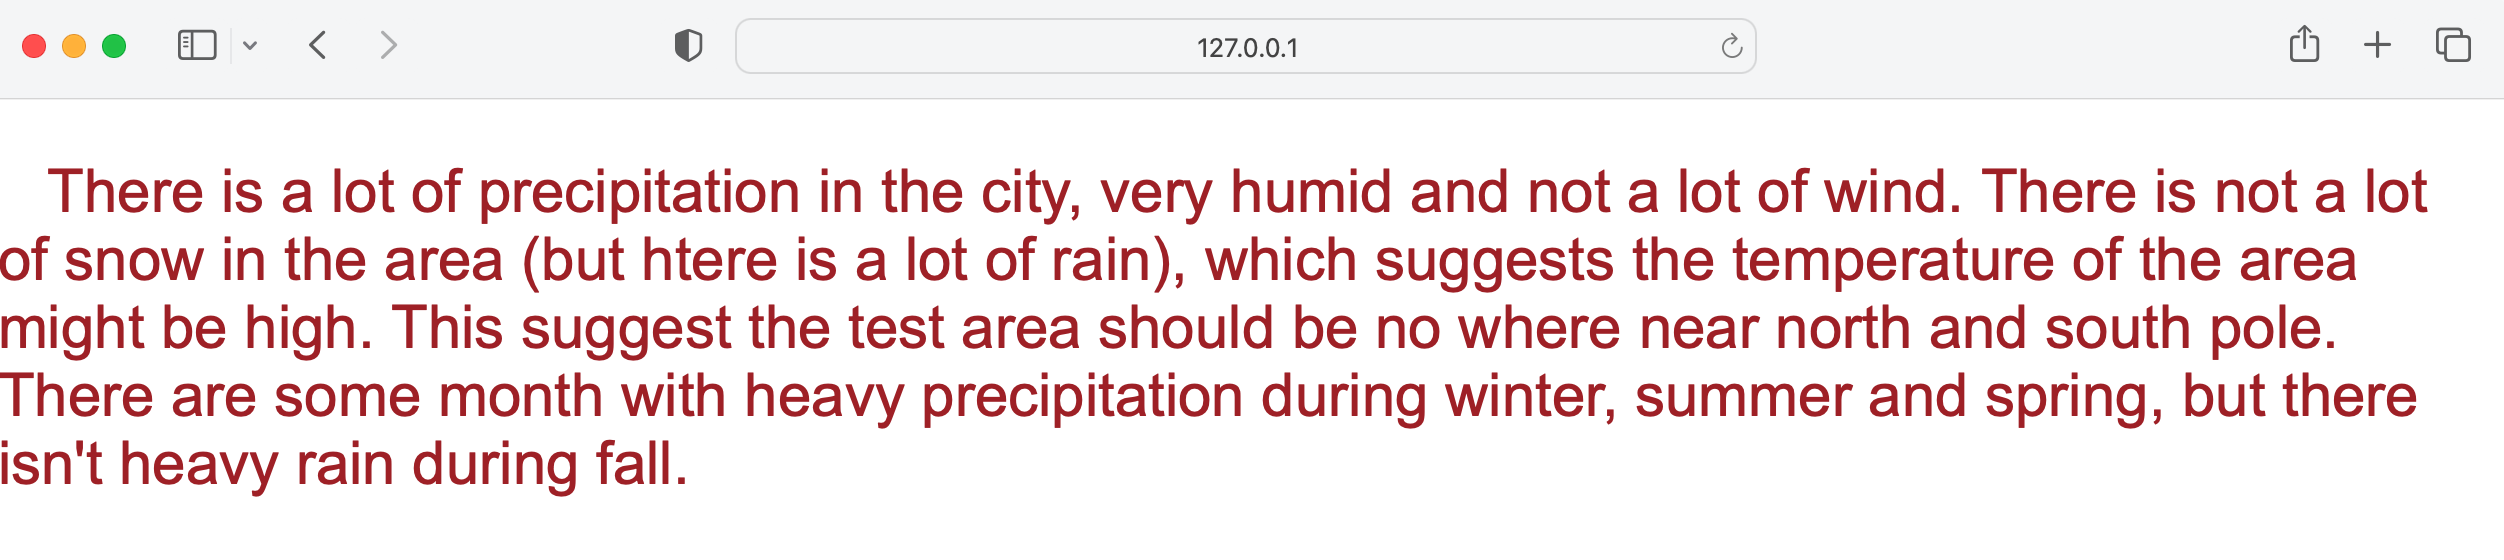 127.0.0.1
There is a lot of precipitation in the city, very humid and not a lot of wind. There is not a lot
of snow in the area (but htere is a lot of rain), which suggests the temperature of the area
might be high. This suggest the test area should be no where near north and south pole.
There are some month with heavy precipitation during winter, summer and spring, but there
isn't heavy rain during fall.